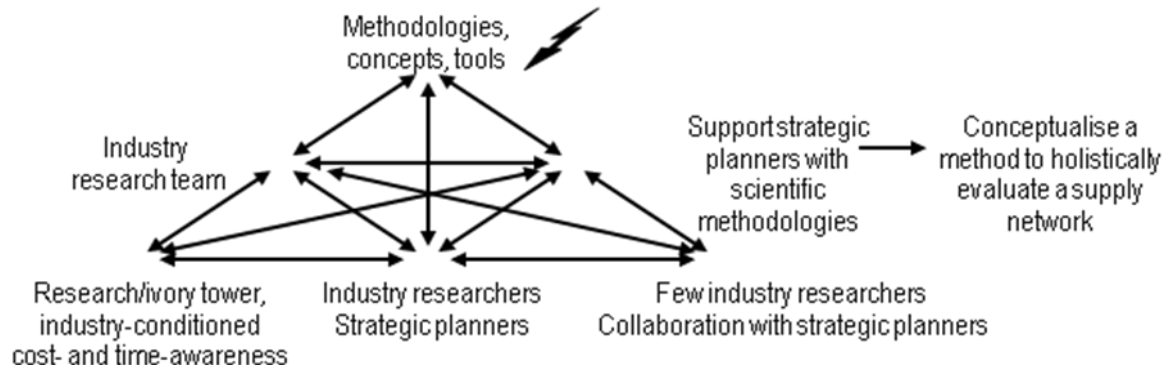 Methodologies,
concepts, tools
Industry
research team
Support strategic
planners with
scientific
methodologies
Conceptualise a
method to holistically
evaluate a supply
network
Research/ivory tower,
industry-conditioned
cost- and time-awareness
Industry researchers
Strategic planners
Few industry researchers
Collaboration with strategic planners